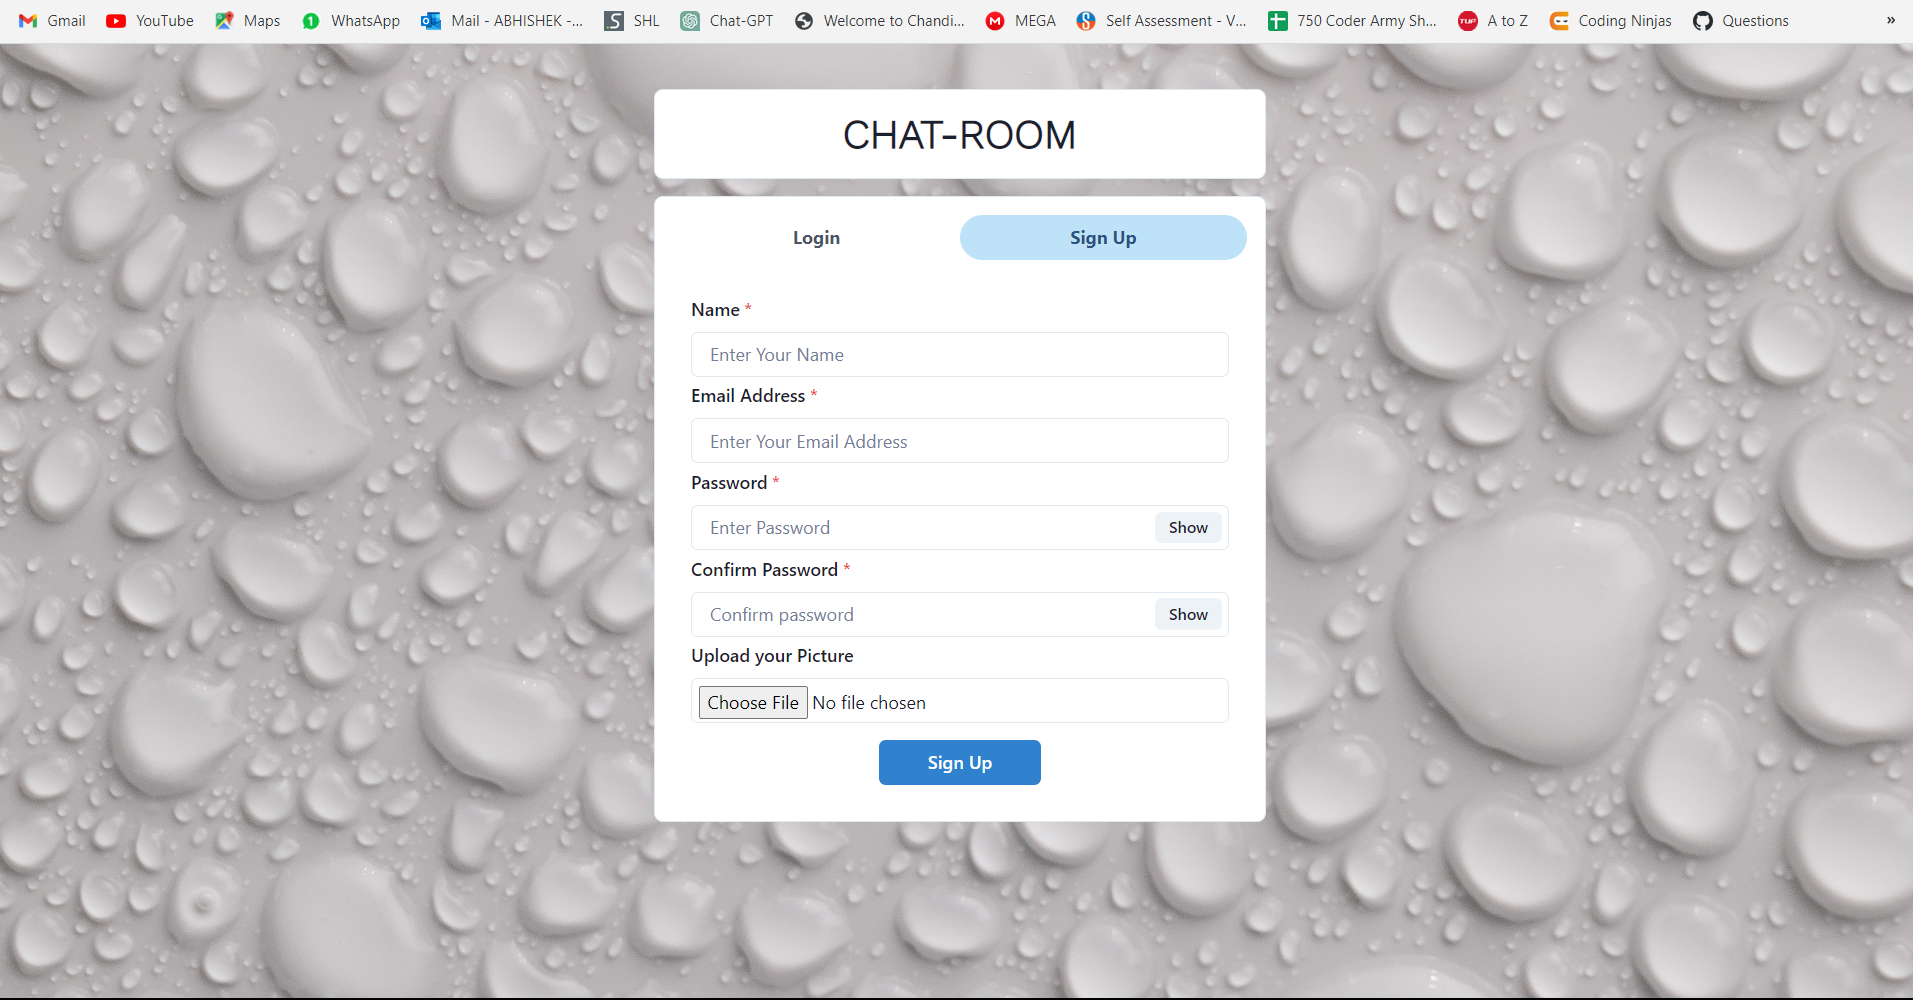 Gmail YouTube Maps WhatsApp Mail - ABHISHEK -... SHL Chat-GPT Welcome to Chandi... MEGA Self Assessment - V... 750 Coder Army Sh... TUF A to Z Coding Ninjas Questions »
CHAT-ROOM
Login Sign Up
Name *
Enter Your Name
Email Address *
Enter Your Email Address
Password *
Enter Password Show
Confirm Password *
Confirm password Show
Upload your Picture
Choose File No file chosen
Sign Up